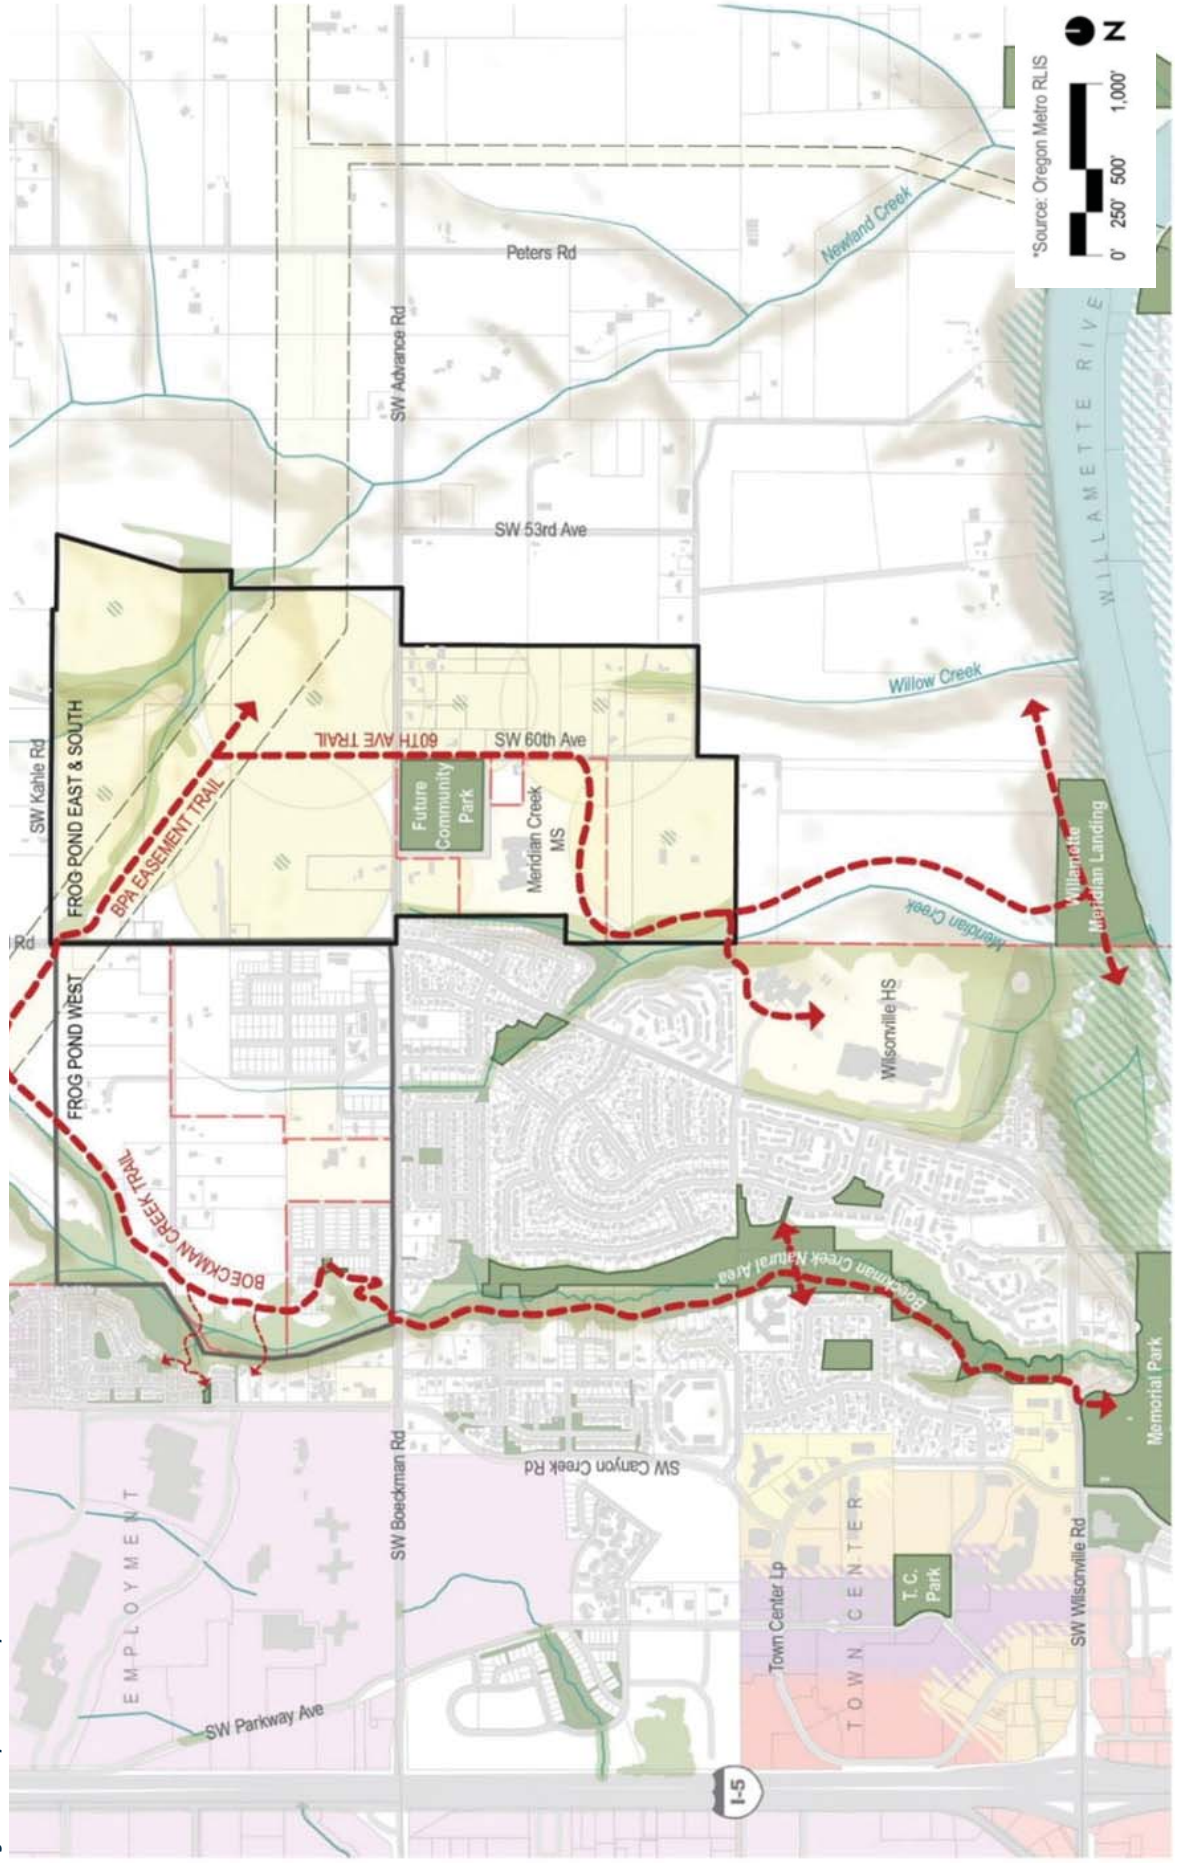 SW Kahle Rd
Rd
FROG POND EAST & SOUTH
FROG POND WEST
BPA EASEMENT TRAIL
60TH AVE TRAIL
BOECKMAN CREEK TRAIL
SW 60th Ave
SW 53rd Ave
SW Advance Rd
Peters Rd
Newland Creek
Willow Creek
Meridian Creek
Future
Community
Park
Meridian Creek
MS
Wilsonville HS
Willamette
Meridian Landing
WILLAMETTE RIVE
Boeckman Creek Natural
Area
Memorial Park
EMPLOYMENT
SW Parkway Ave
SW Boeckman Rd
SW Canyon Creek Rd
Town Center Lp
TOWN CENTER
T. C.
Park
SW Wilsonville Rd
I-5
*Source: Oregon Metro RLIS
0' 250' 500' 1,000'
N